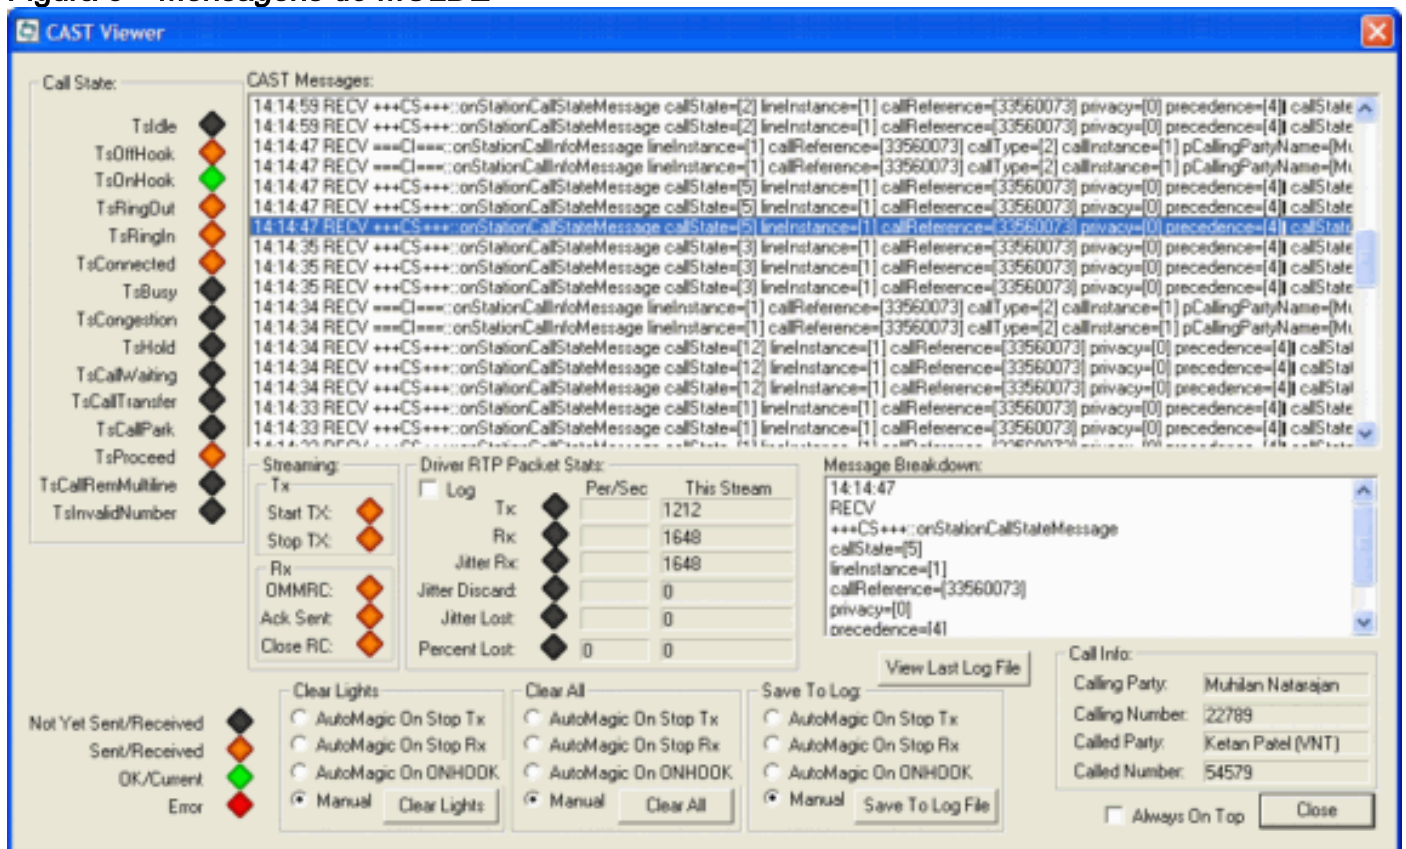 CAST Viewer
Call State:
TsIdle
TsOffHook
TsOnHook
TsRingOut
TsRingIn
TsConnected
TsBusy
TsCongestion
TsHold
TsCallWaiting
TsCallTransfer
TsCallPark
TsProceed
TsCallRemMultiline
TsInvalidNumber
CAST Messages:
14:14:59 RECV +++CS+++::onStationCallStateMessage callState=[2] lineInstance=[1] callReference=[33560073] privacy=[0] precedence=[4]| callState
14:14:59 RECV +++CS+++::onStationCallStateMessage callState=[2] lineInstance=[1] callReference=[33560073] privacy=[0] precedence=[4]| callState
14:14:47 RECV ===CI===::onStationCallInfoMessage lineInstance=[1] callReference=[33560073] callType=[2] callInstance=[1] pCallingPartyName=[Mu
14:14:47 RECV ===CI===::onStationCallInfoMessage lineInstance=[1] callReference=[33560073] callType=[2] callInstance=[1] pCallingPartyName=[Mu
14:14:47 RECV +++CS+++::onStationCallStateMessage callState=[5] lineInstance=[1] callReference=[33560073] privacy=[0] precedence=[4]| callState
14:14:47 RECV +++CS+++::onStationCallStateMessage callState=[5] lineInstance=[1] callReference=[33560073] privacy=[0] precedence=[4]| callState
14:14:47 RECV +++CS+++::onStationCallStateMessage callState=[5] lineInstance=[1] callReference=[33560073] privacy=[0] precedence=[4]| callState
14:14:35 RECV +++CS+++::onStationCallStateMessage callState=[3] lineInstance=[1] callReference=[33560073] privacy=[0] precedence=[4]| callState
14:14:35 RECV +++CS+++::onStationCallStateMessage callState=[3] lineInstance=[1] callReference=[33560073] privacy=[0] precedence=[4]| callState
14:14:35 RECV +++CS+++::onStationCallStateMessage callState=[3] lineInstance=[1] callReference=[33560073] privacy=[0] precedence=[4]| callState
14:14:34 RECV ===CI===::onStationCallInfoMessage lineInstance=[1] callReference=[33560073] callType=[2] callInstance=[1] pCallingPartyName=[Mu
14:14:34 RECV ===CI===::onStationCallInfoMessage lineInstance=[1] callReference=[33560073] callType=[2] callInstance=[1] pCallingPartyName=[Mu
14:14:34 RECV +++CS+++::onStationCallStateMessage callState=[12] lineInstance=[1] callReference=[33560073] privacy=[0] precedence=[4]| callStat
14:14:34 RECV +++CS+++::onStationCallStateMessage callState=[12] lineInstance=[1] callReference=[33560073] privacy=[0] precedence=[4]| callStat
14:14:34 RECV +++CS+++::onStationCallStateMessage callState=[12] lineInstance=[1] callReference=[33560073] privacy=[0] precedence=[4]| callStat
14:14:33 RECV +++CS+++::onStationCallStateMessage callState=[1] lineInstance=[1] callReference=[33560073] privacy=[0] precedence=[4]| callState
14:14:33 RECV +++CS+++::onStationCallStateMessage callState=[1] lineInstance=[1] callReference=[33560073] privacy=[0] precedence=[4]| callState
Streaming:
Tx
Start TX:
Stop TX:
Rx
OMMRC:
Ack Sent:
Close RC:
Driver RTP Packet Stats:
Log Per/Sec This Stream
Tx: 1212
Rx: 1648
Jitter Rx: 1648
Jitter Discard: 0
Jitter Lost: 0
Percent Lost: 0 0
Message Breakdown:
14:14:47
RECV
+++CS+++::onStationCallStateMessage
callState=[5]
lineInstance=[1]
callReference=[33560073]
privacy=[0]
precedence=[4]
View Last Log File
Call Info:
Calling Party: Muhilan Natarajan
Calling Number: 22789
Called Party: Ketan Patel (VNT)
Called Number: 54579
Not Yet Sent/Received
Sent/Received
OK/Current
Error
Clear Lights
AutoMagic On Stop Tx
AutoMagic On Stop Rx
AutoMagic On ONHOOK
Manual Clear Lights
Clear All
AutoMagic On Stop Tx
AutoMagic On Stop Rx
AutoMagic On ONHOOK
Manual Clear All
Save To Log:
AutoMagic On Stop Tx
AutoMagic On Stop Rx
AutoMagic On ONHOOK
Manual Save To Log File
Always On Top Close